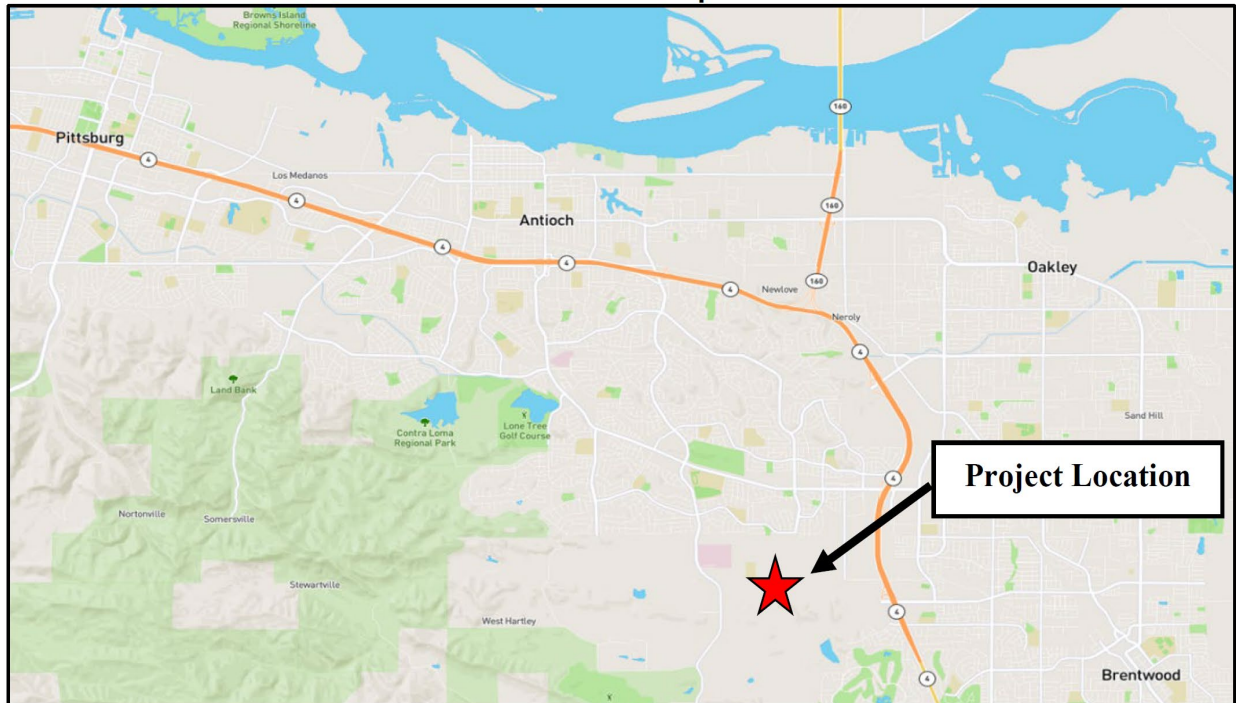 Browns Island
Regional Shoreline
160
Pittsburg
4
Los Medanos
4
160
Antioch
4
4
Oakley
160
4
Newlove
Neroly
4
Land Bank
Contra Loma
Regional Park
Lone Tree
Golf Course
Sand Hill
Project Location
4
Nortonville
Somersville
Stewartville
4
West Hartley
Brentwood
4